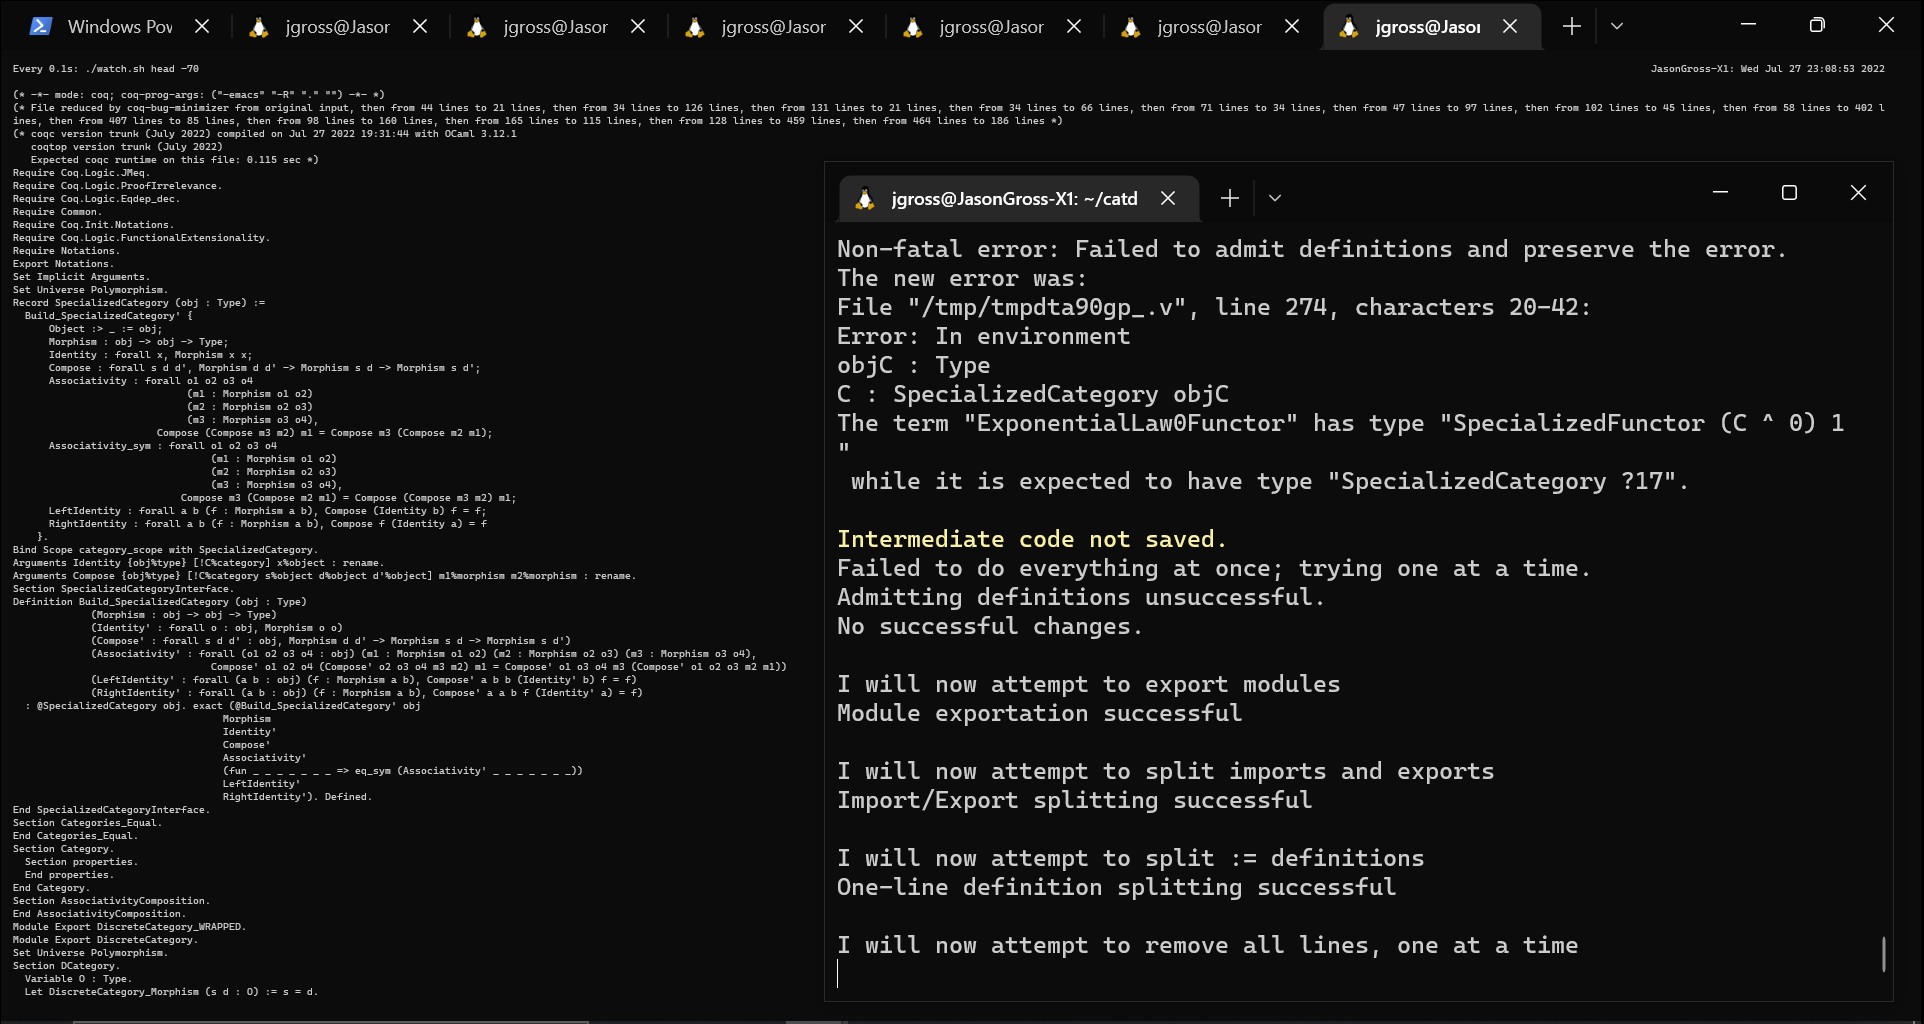 Windows Pov
jgross@Jasor
jgross@Jasor
jgross@Jasor
jgross@Jasor
jgross@Jasor
jgross@Jasor
Every 0.1s: ./watch.sh head -70
JasonGross-X1: Wed Jul 27 23:08:53 2022
(* -*- mode: coq; coq-prog-args: ("-emacs" "-R" "." "") -*- *)
(* File reduced by coq-bug-minimizer from original input, then from 44 lines to 21 lines, then from 34 lines to 126 lines, then from 131 lines to 21 lines, then from 34 lines to 66 lines, then from 71 lines to 34 lines, then from 47 lines to 97 lines, then from 102 lines to 45 lines, then from 58 lines to 402 l
ines, then from 407 lines to 85 lines, then from 98 lines to 160 lines, then from 165 lines to 115 lines, then from 128 lines to 459 lines, then from 464 lines to 186 lines *)
(* coqc version trunk (July 2022) compiled on Jul 27 2022 19:31:44 with OCaml 3.12.1
   coqtop version trunk (July 2022)
   Expected coqc runtime on this file: 0.115 sec *)
Require Coq.Logic.JMeq.
Require Coq.Logic.ProofIrrelevance.
Require Coq.Logic.Eqdep_dec.
Require Common.
Require Coq.Init.Notations.
Require Coq.Logic.FunctionalExtensionality.
Require Notations.
Export Notations.
Set Implicit Arguments.
Set Universe Polymorphism.
Record SpecializedCategory (obj : Type) :=
  Build_SpecializedCategory' {
      Object :> _ := obj;
      Morphism : obj -> obj -> Type;
      Identity : forall x, Morphism x x;
      Compose : forall s d d', Morphism d d' -> Morphism s d -> Morphism s d';
      Associativity : forall o1 o2 o3 o4
                             (m1 : Morphism o1 o2)
                             (m2 : Morphism o2 o3)
                             (m3 : Morphism o3 o4),
                        Compose (Compose m3 m2) m1 = Compose m3 (Compose m2 m1);
      Associativity_sym : forall o1 o2 o3 o4
                                 (m1 : Morphism o1 o2)
                                 (m2 : Morphism o2 o3)
                                 (m3 : Morphism o3 o4),
                            Compose m3 (Compose m2 m1) = Compose (Compose m3 m2) m1;
      LeftIdentity : forall a b (f : Morphism a b), Compose (Identity b) f = f;
      RightIdentity : forall a b (f : Morphism a b), Compose f (Identity a) = f
    }.
Bind Scope category_scope with SpecializedCategory.
Arguments Identity {obj%type} [!C%category] x%object : rename.
Arguments Compose {obj%type} [!C%category s%object d%object d'%object] m1%morphism m2%morphism : rename.
Section SpecializedCategoryInterface.
Definition Build_SpecializedCategory (obj : Type)
             (Morphism : obj -> obj -> Type)
             (Identity' : forall o : obj, Morphism o o)
             (Compose' : forall s d d' : obj, Morphism d d' -> Morphism s d -> Morphism s d')
             (Associativity' : forall (o1 o2 o3 o4 : obj) (m1 : Morphism o1 o2) (m2 : Morphism o2 o3) (m3 : Morphism o3 o4),
                                 Compose' o1 o2 o4 (Compose' o2 o3 o4 m3 m2) m1 = Compose' o1 o3 o4 m3 (Compose' o1 o2 o3 m2 m1))
             (LeftIdentity' : forall (a b : obj) (f : Morphism a b), Compose' a b b (Identity' b) f = f)
             (RightIdentity' : forall (a b : obj) (f : Morphism a b), Compose' a a b f (Identity' a) = f)
  : @SpecializedCategory obj. exact (@Build_SpecializedCategory' obj
                                   Morphism
                                   Identity'
                                   Compose'
                                   Associativity'
                                   (fun _ _ _ _ _ _ _ => eq_sym (Associativity' _ _ _ _ _ _ _))
                                   LeftIdentity'
                                   RightIdentity'). Defined.
End SpecializedCategoryInterface.
Section Categories_Equal.
End Categories_Equal.
Section Category.
  Section properties.
  End properties.
End Category.
Section AssociativityComposition.
End AssociativityComposition.
Module Export DiscreteCategory_WRAPPED.
Module Export DiscreteCategory.
Set Universe Polymorphism.
Section DCategory.
  Variable O : Type.
  Let DiscreteCategory_Morphism (s d : O) := s = d.
jgross@JasonGross-X1: ~/catd
Non-fatal error: Failed to admit definitions and preserve the error.
The new error was:
File "/tmp/tmpdta90gp_.v", line 274, characters 20-42:
Error: In environment
objC : Type
C : SpecializedCategory objC
The term "ExponentialLaw0Functor" has type "SpecializedFunctor (C ^ 0) 1
"
 while it is expected to have type "SpecializedCategory ?17".
Intermediate code not saved.
Failed to do everything at once; trying one at a time.
Admitting definitions unsuccessful.
No successful changes.
I will now attempt to export modules
Module exportation successful
I will now attempt to split imports and exports
Import/Export splitting successful
I will now attempt to split := definitions
One-line definition splitting successful
I will now attempt to remove all lines, one at a time